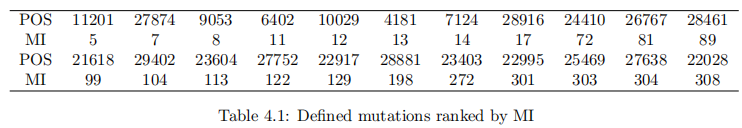 POS 11201 27874 9053 6402 10029 4181 7124 28916 24410 26767 28461
MI 5 7 8 11 12 13 14 17 72 81 89
POS 21618 29402 23604 27752 22917 28881 23403 22995 25469 27638 22028
MI 99 104 113 122 129 198 272 301 303 304 308
Table 4.1: Defined mutations ranked by MI